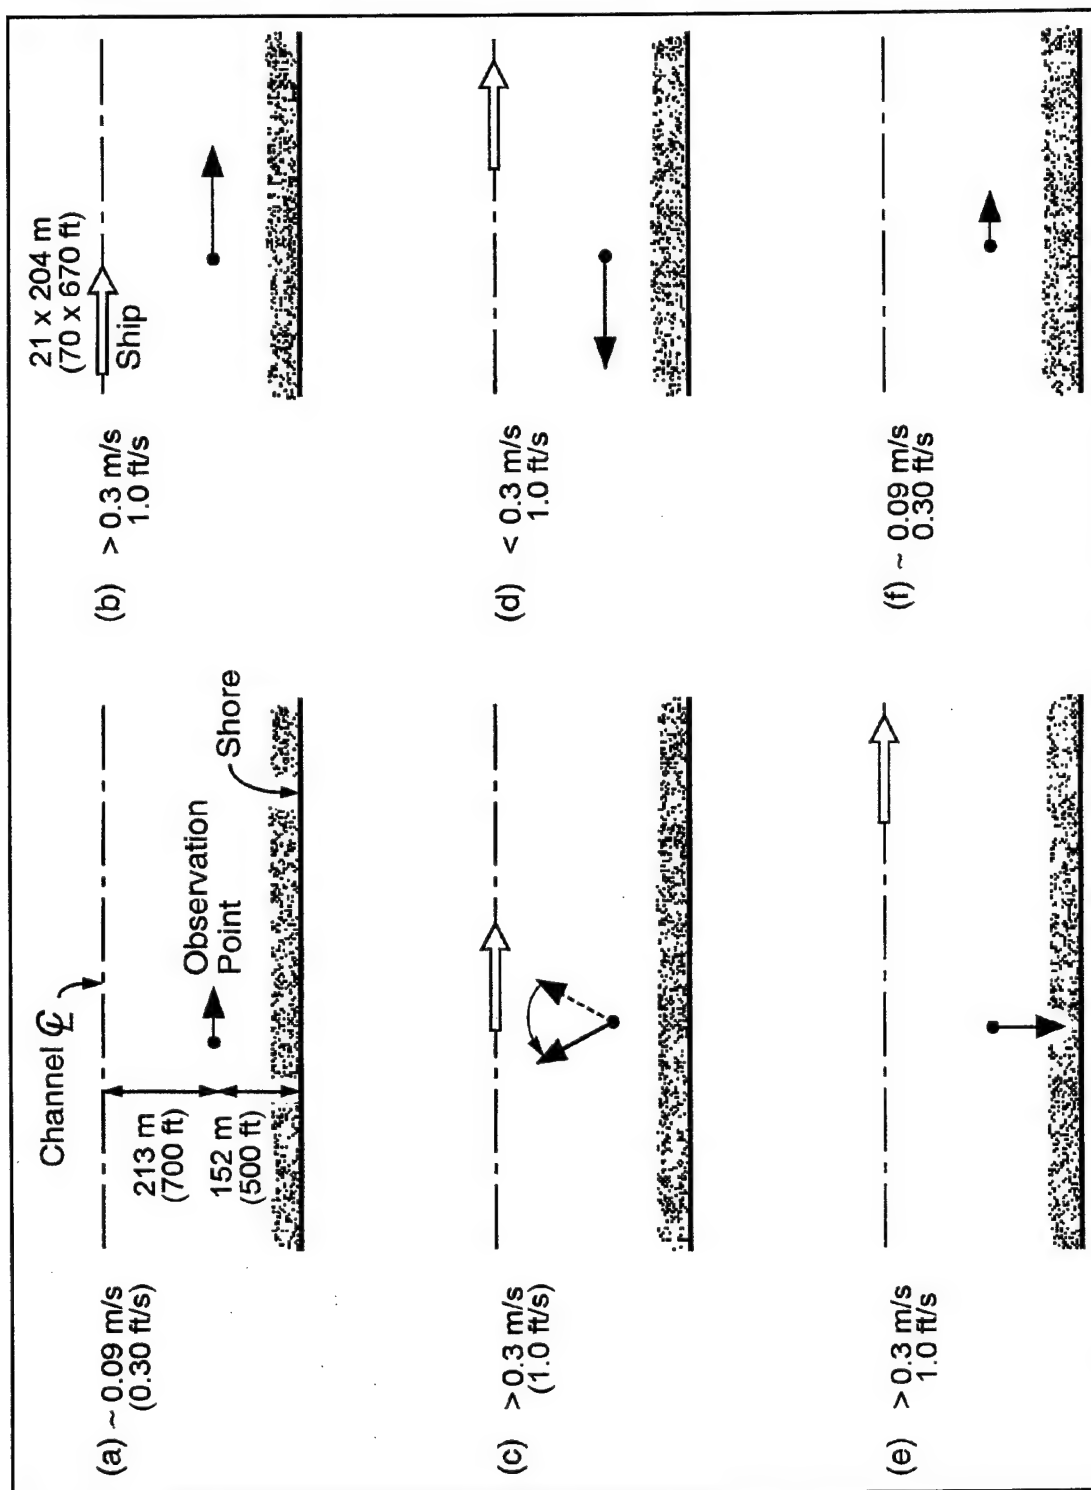 (a) ~ 0.09 m/s
(0.30 ft/s)
Channel ℄
213 m
(700 ft)
152 m
(500 ft)
Observation
Point
Shore
(b) > 0.3 m/s
1.0 ft/s
21 x 204 m
(70 x 670 ft)
Ship
(c) >0.3 m/s
(1.0 ft/s)
(d) < 0.3 m/s
1.0 ft/s
(e) >0.3 m/s
1.0 ft/s
(f) ~ 0.09 m/s
0.30 ft/s